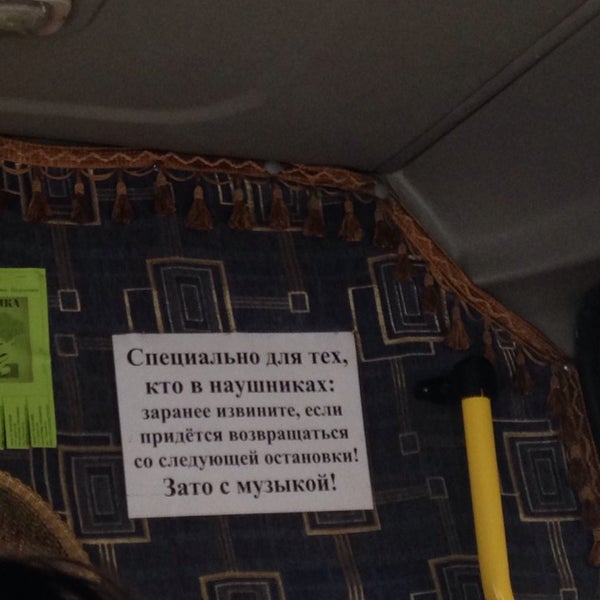 Специально для тех,
кто в наушниках:
заранее извините, если
придётся возвращаться
со следующей остановки!
Зато с музыкой!